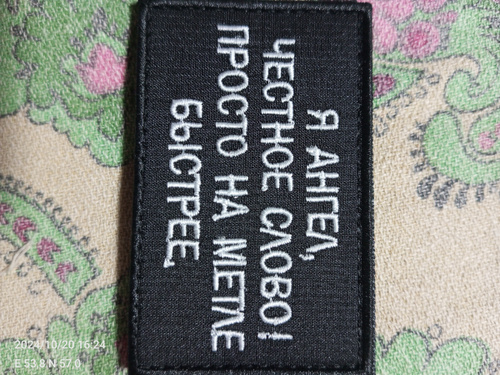 Я АНГЕЛ,
ЧЕСТНОЕ СЛОВО!
ПРОСТО НА МЕТЛЕ
БЫСТРЕЕ,
2024/10/20 16:24
E 53.8 N 57.0